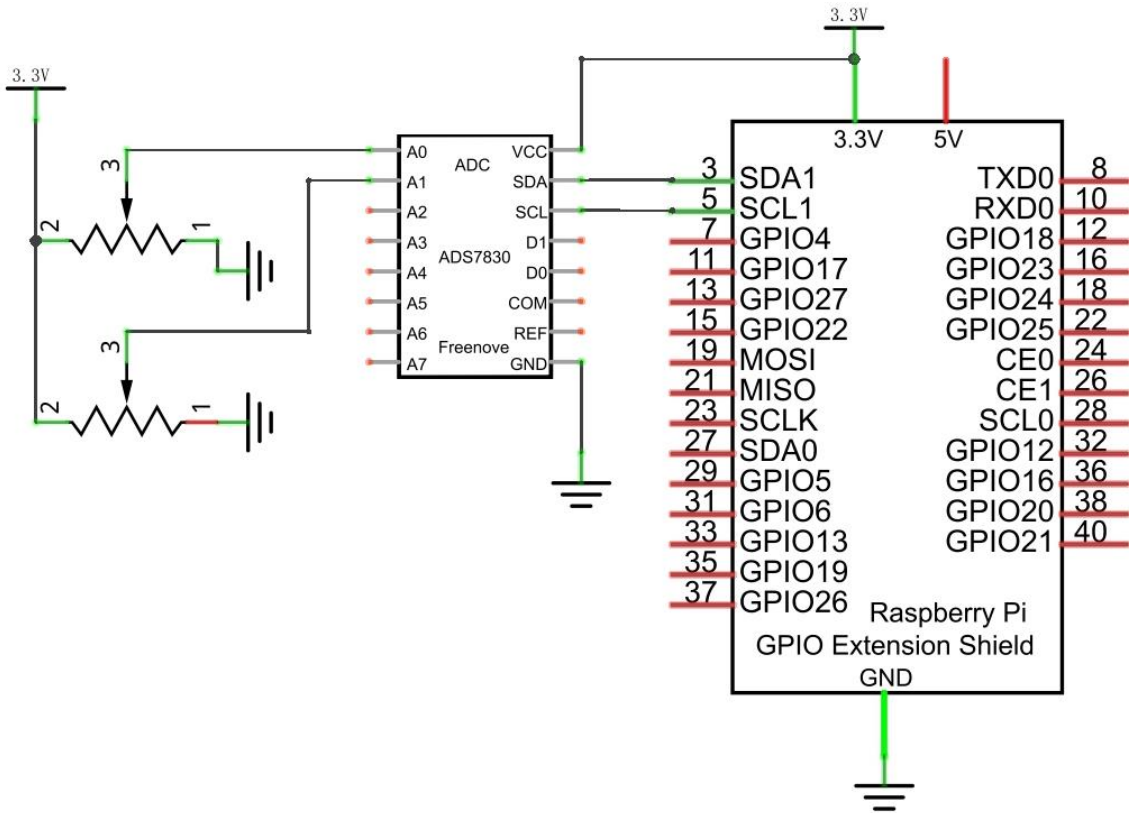 3.3V
3.3V
3.3V 5V
3 2 1
3 2 1
ADC
ADS7830
Freenove
A0 VCC
A1 SDA
A2 SCL
A3 D1
A4 D0
A5 COM
A6 REF
A7 GND
3 SDA1 TXD0 8
5 SCL1 RXD0 10
7 GPIO4 GPIO18 12
11 GPIO17 GPIO23 16
13 GPIO27 GPIO24 18
15 GPIO22 GPIO25 22
19 MOSI CE0 24
21 MISO CE1 26
23 SCLK SCL0 28
27 SDA0 GPIO12 32
29 GPIO5 GPIO16 36
31 GPIO6 GPIO20 38
33 GPIO13 GPIO21 40
35 GPIO19
37 GPIO26
Raspberry Pi
GPIO Extension Shield
GND